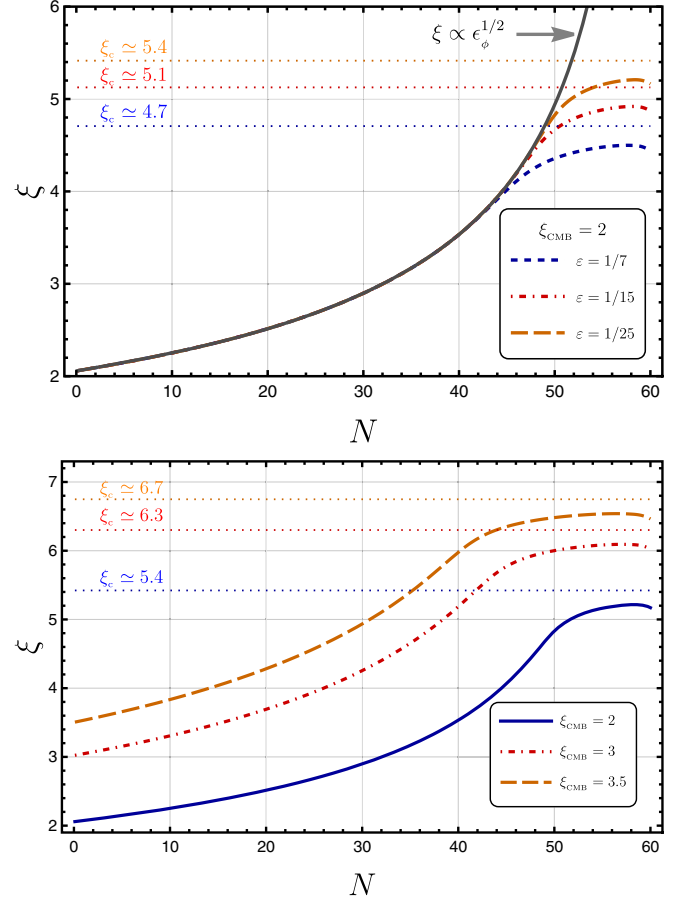 6
5
4
3
2
ξ
ξ_c ≃ 5.4
ξ_c ≃ 5.1
ξ_c ≃ 4.7
ξ ∝ ϵ_ϕ^{1/2}
ξ_CMB = 2
ε = 1/7
ε = 1/15
ε = 1/25
0 10 20 30 40 50 60
N
7
6
5
4
3
2
ξ
ξ_c ≃ 6.7
ξ_c ≃ 6.3
ξ_c ≃ 5.4
ξ_CMB = 2
ξ_CMB = 3
ξ_CMB = 3.5
0 10 20 30 40 50 60
N